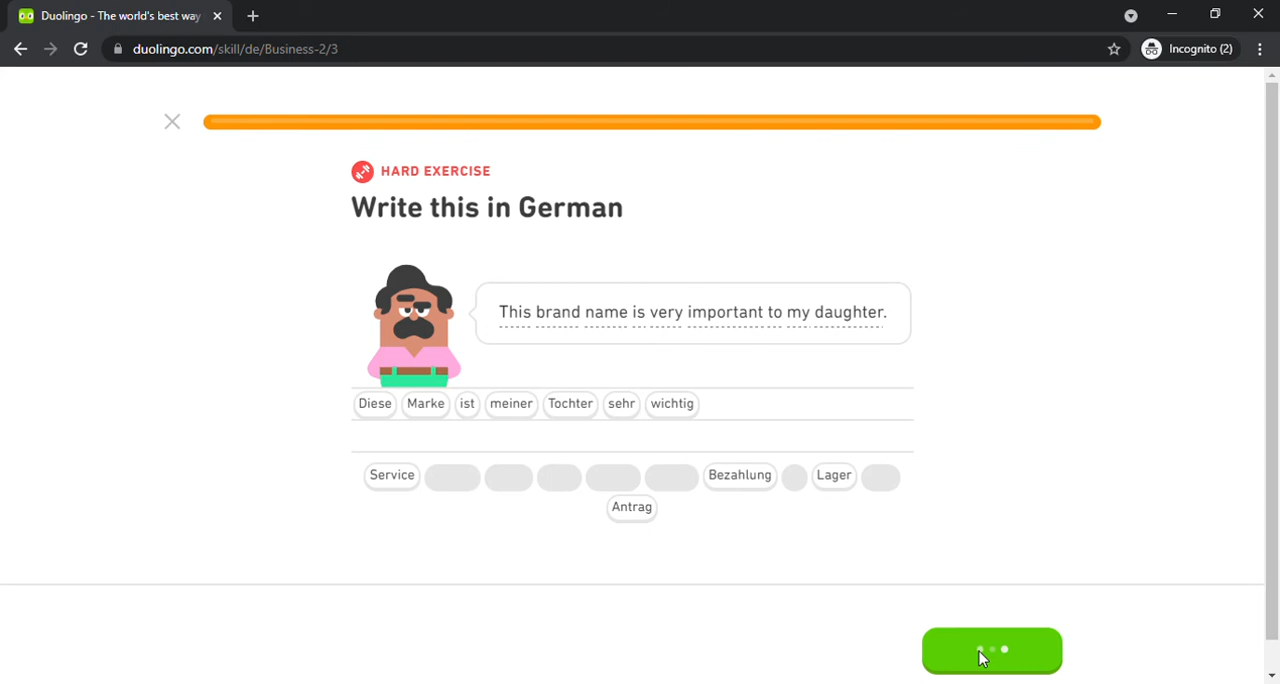 Duolingo - The world's best way
duolingo.com/skill/de/Business-2/3
Incognito (2)
HARD EXERCISE
Write this in German
This brand name is very important to my daughter.
Diese Marke ist meiner Tochter sehr wichtig
Service Bezahlung Lager
Antrag